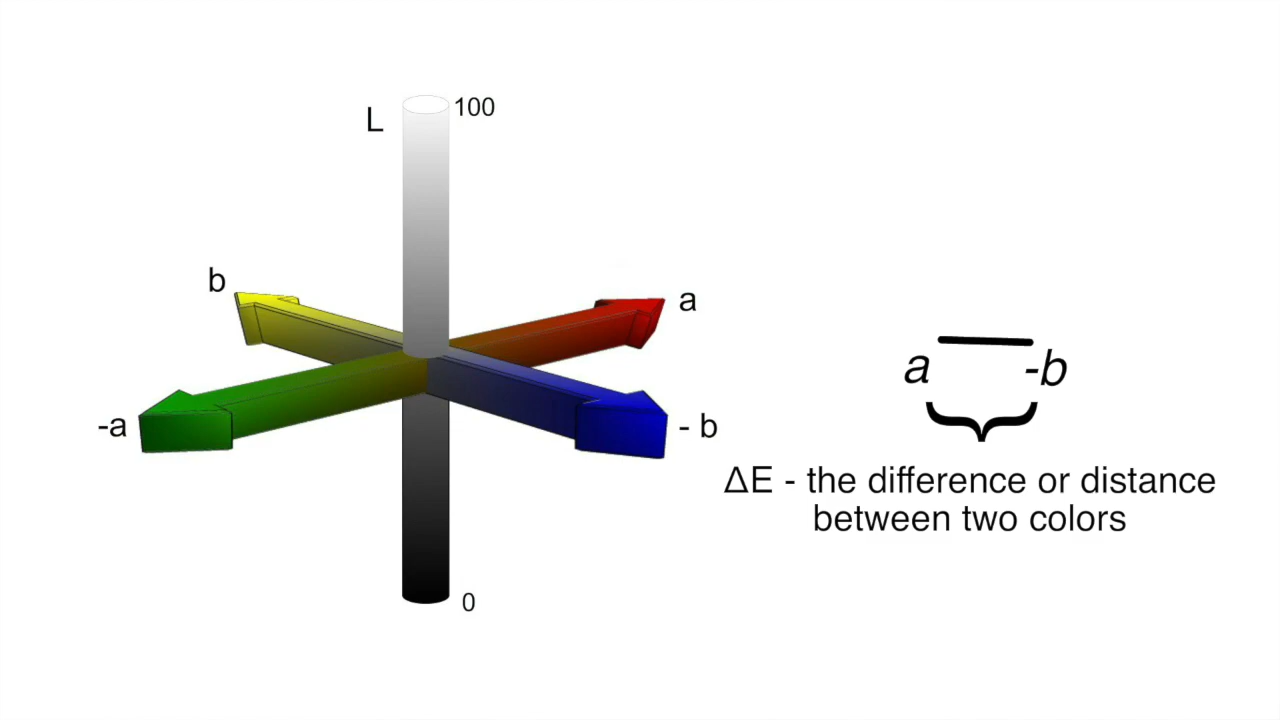 L
100
b
a
-a
- b
0
a -b
ΔE - the difference or distance
between two colors